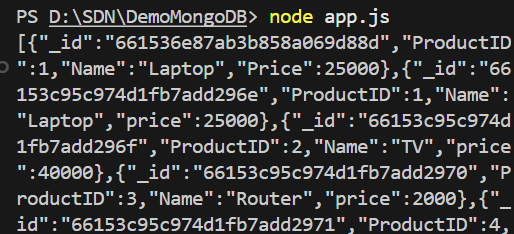 PS D:\SDN\DemoMongoDB> node app.js
[{"_id":"661536e87ab3b858a069d88d","ProductID
":1,"Name":"Laptop","Price":25000},{"_id":"66
153c95c974d1fb7add296e","ProductID":1,"Name":
"Laptop","price":25000},{"_id":"66153c95c974d
1fb7add296f","ProductID":2,"Name":"TV","price
":40000},{"_id":"66153c95c974d1fb7add2970","P
roductID":3,"Name":"Router","price":2000},{"_
id":"66153c95c974d1fb7add2971","ProductID":4,